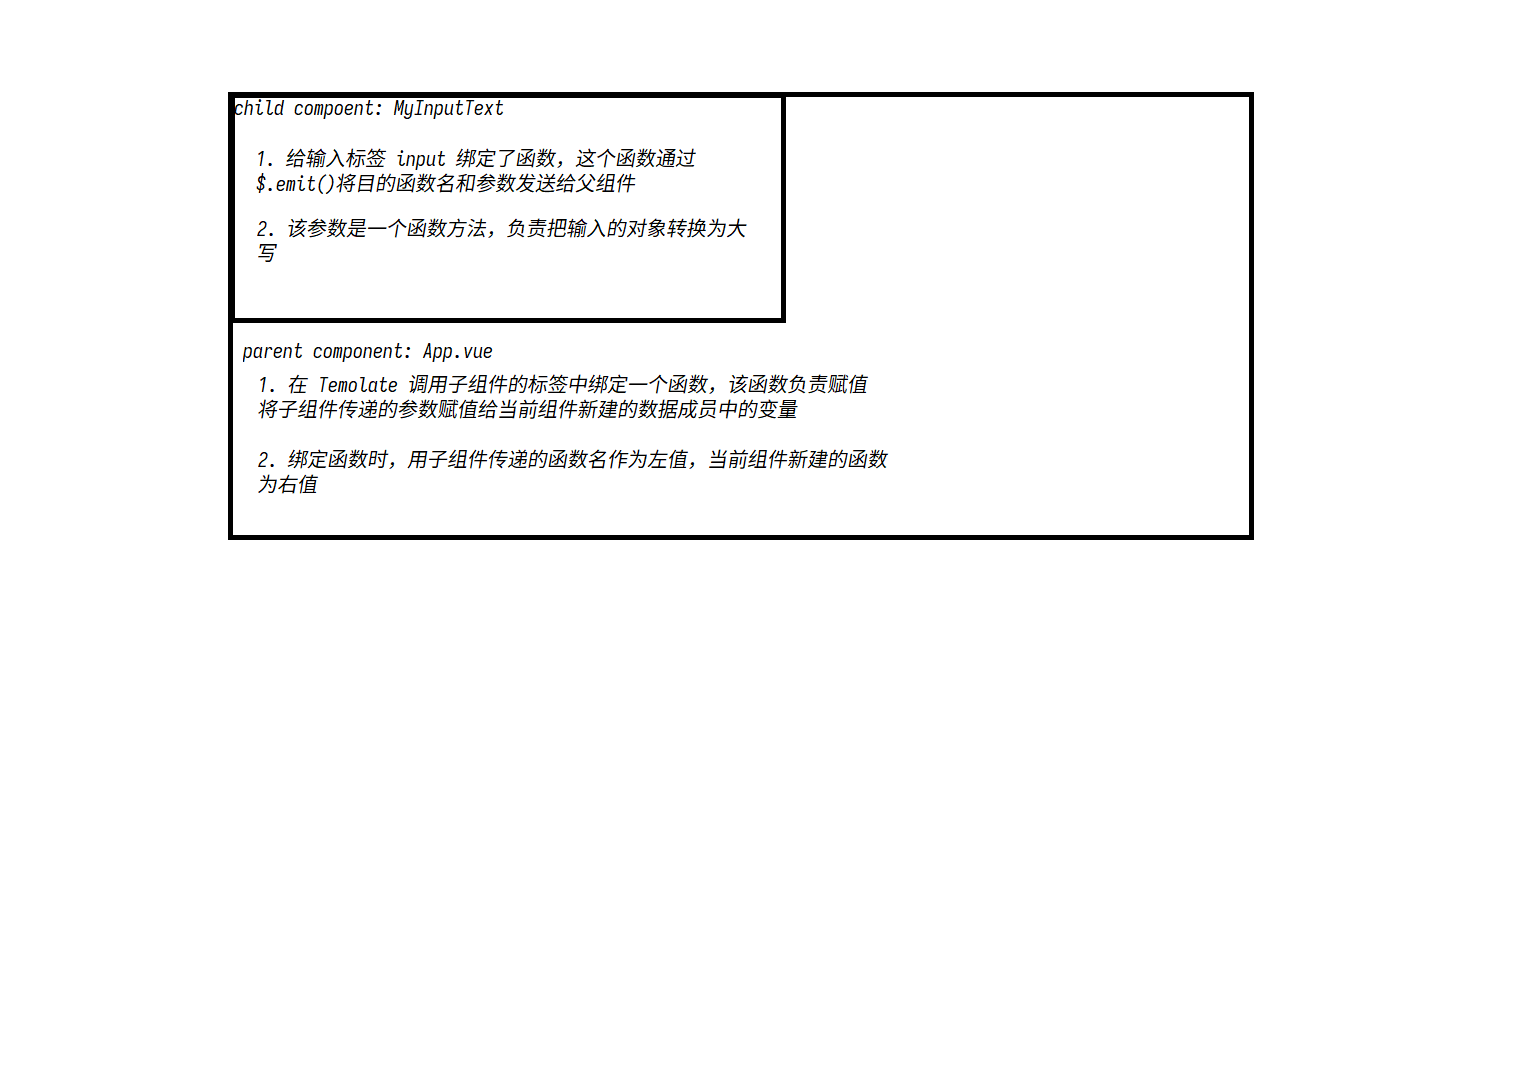 child compoent: MyInputText
1. 给输入标签 input 绑定了函数，这个函数通过
$.emit()将目的函数名和参数发送给父组件
2. 该参数是一个函数方法，负责把输入的对象转换为大
写
parent component: App.vue
1. 在 Temolate 调用子组件的标签中绑定一个函数，该函数负责赋值
将子组件传递的参数赋值给当前组件新建的数据成员中的变量
2. 绑定函数时，用子组件传递的函数名作为左值，当前组件新建的函数
为右值